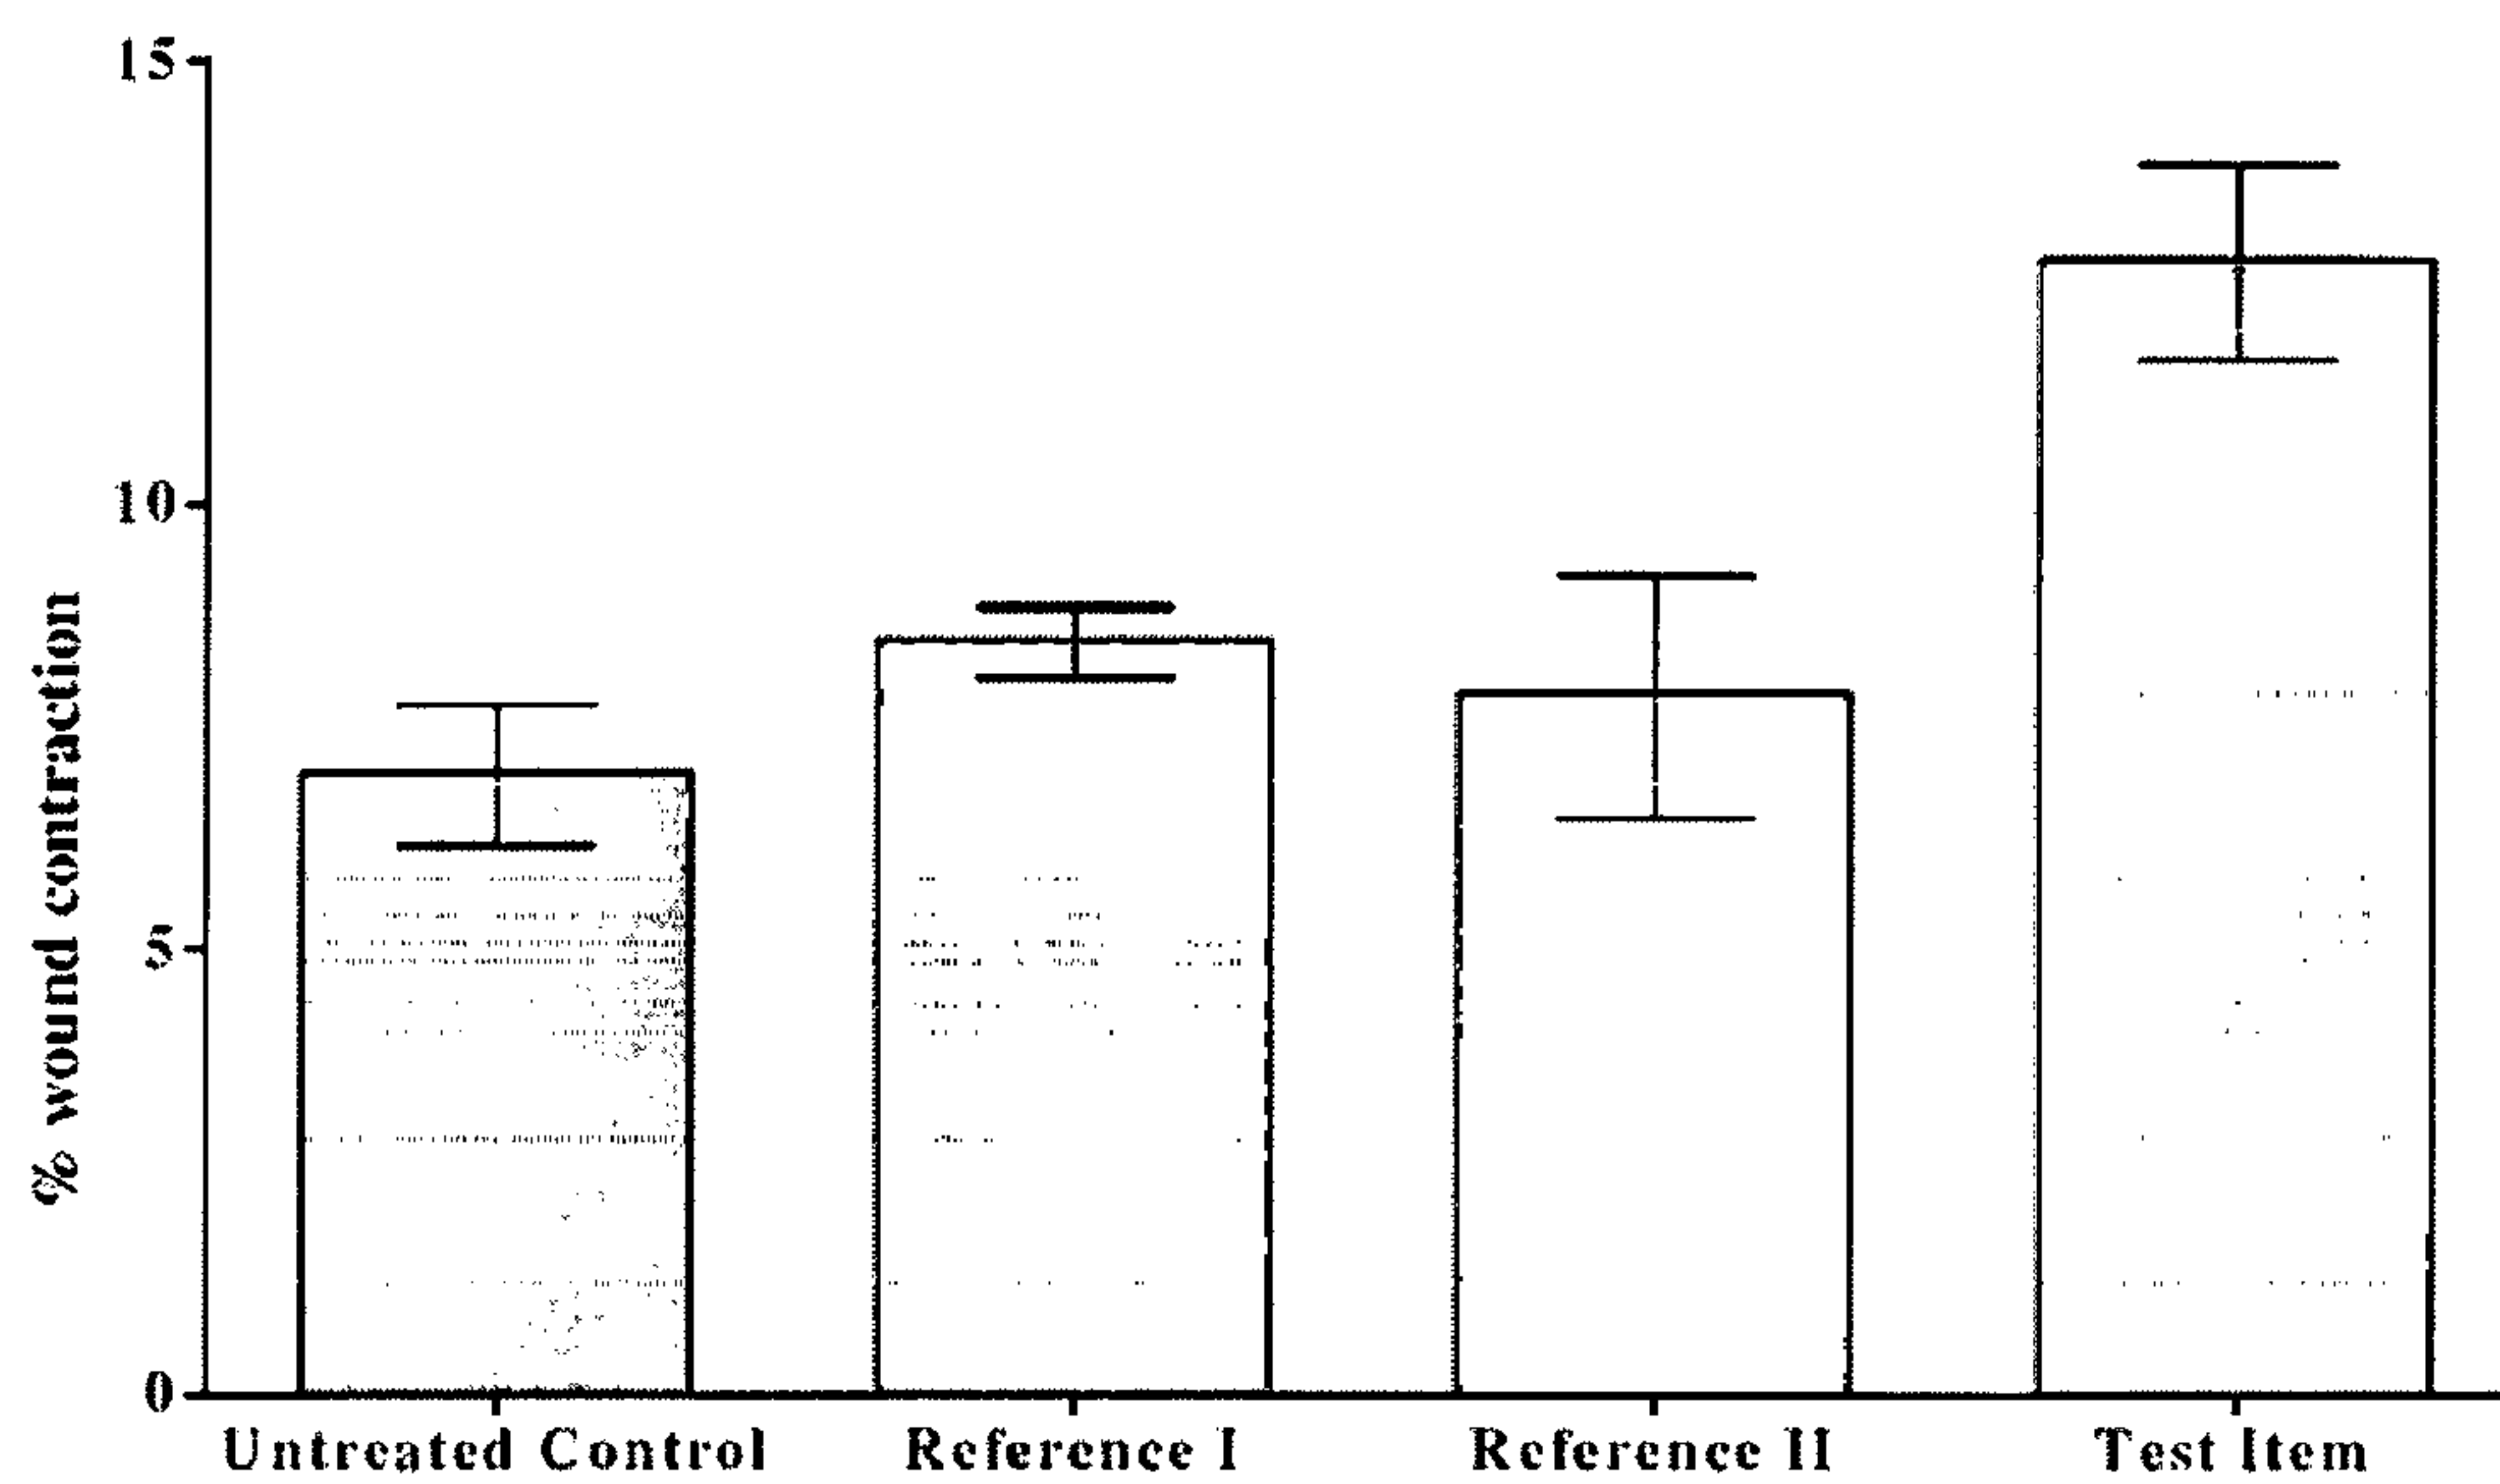 15
10
5
0
% wound contraction
Untreated Control
Reference I
Reference II
Test Item